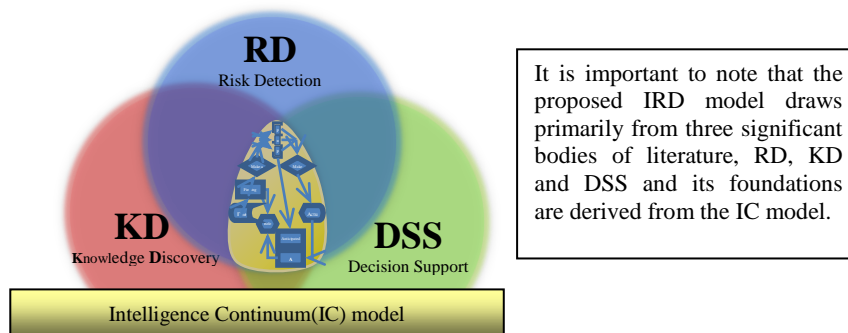 RD
Risk Detection
KD
Knowledge Discovery
DSS
Decision Support
Intelligence Continuum(IC) model
It is important to note that the
proposed IRD model draws
primarily from three significant
bodies of literature, RD, KD
and DSS and its foundations
are derived from the IC model.